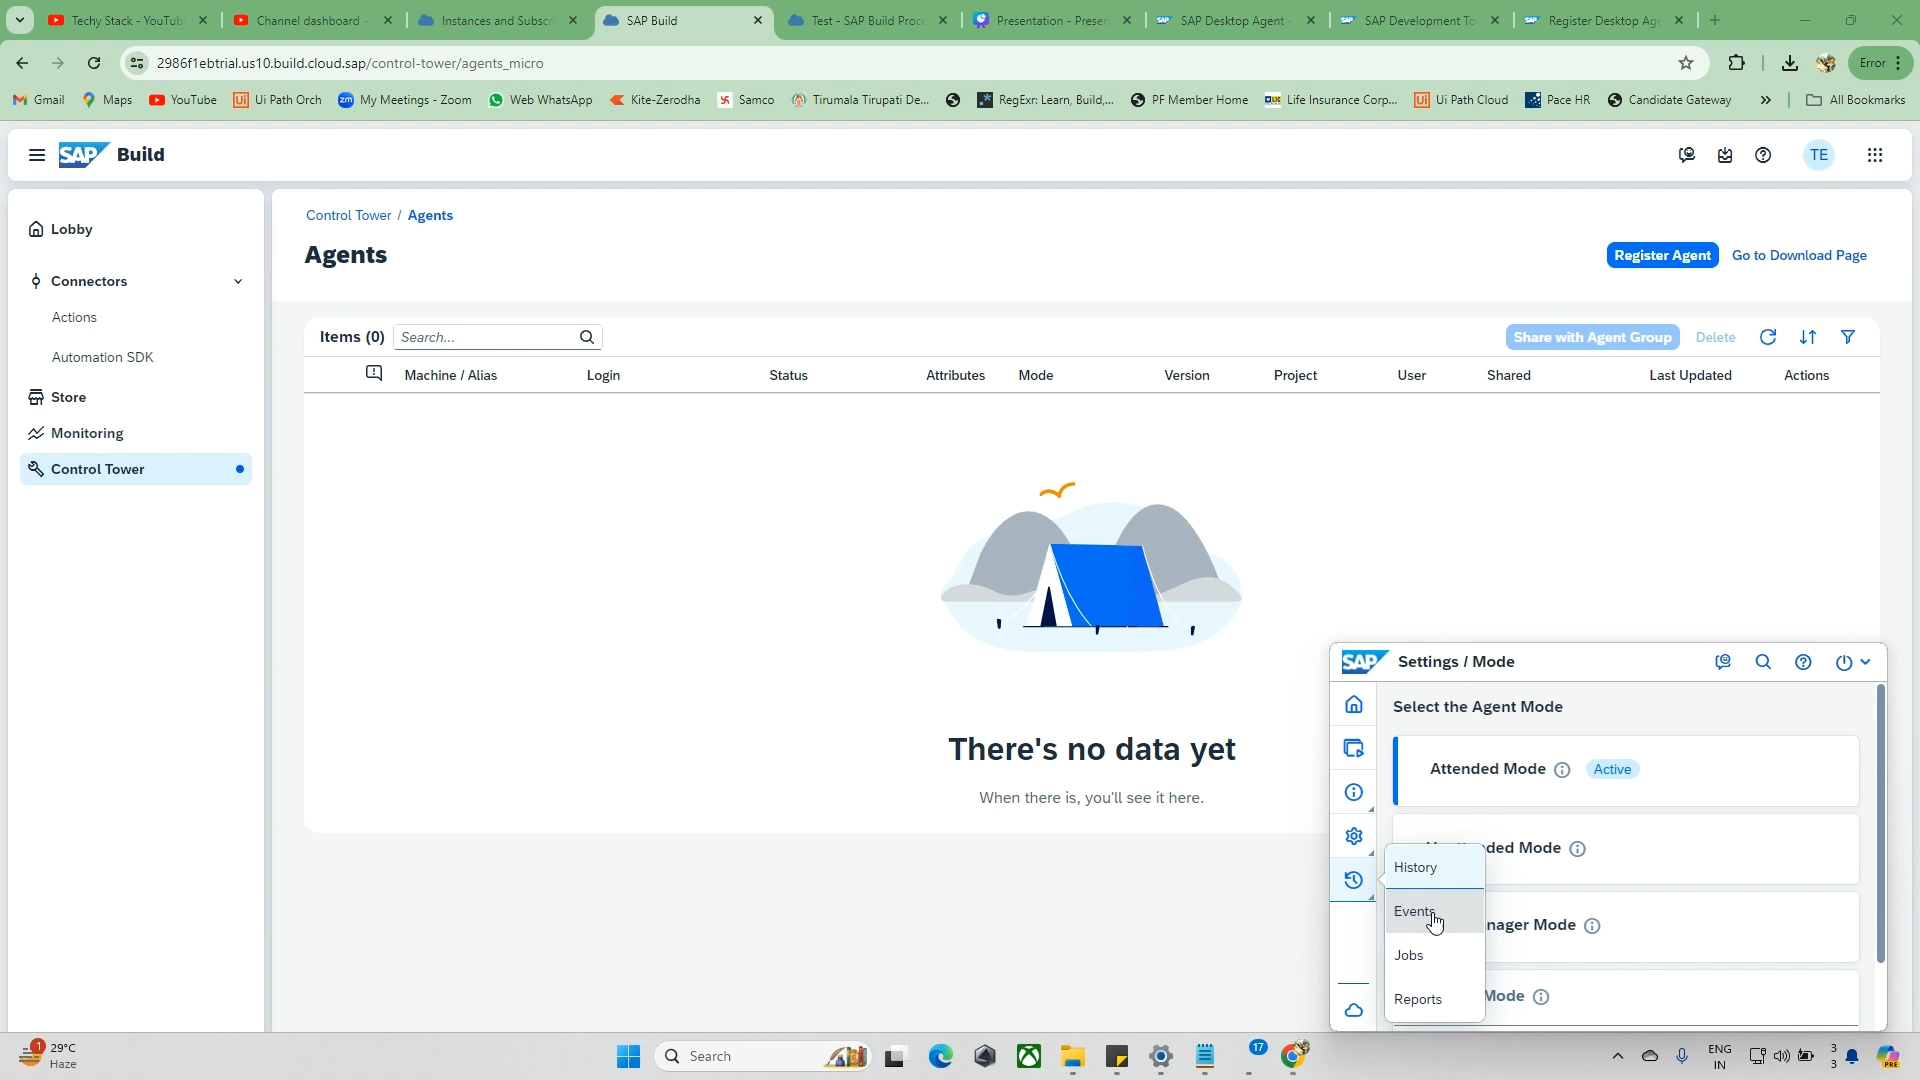 Techy Stack - YouTub
Channel dashboard -
Instances and Subscri
SAP Build
Test - SAP Build Proc
Presentation - Presen
SAP Desktop Agent -
SAP Development To
Register Desktop Age
2986f1ebtrial.us10.build.cloud.sap/control-tower/agents_micro
Error
Gmail
Maps
YouTube
Ui Path Orch
My Meetings - Zoom
Web WhatsApp
Kite-Zerodha
Samco
Tirumala Tirupati De...
RegExr: Learn, Build,...
PF Member Home
Life Insurance Corp...
Ui Path Cloud
Pace HR
Candidate Gateway
»
All Bookmarks
SAP Build
TE
Lobby
Connectors
Actions
Automation SDK
Store
Monitoring
Control Tower
Control Tower / Agents
Agents
Register Agent
Go to Download Page
Items (0)
Search...
Share with Agent Group
Delete
Machine / Alias
Login
Status
Attributes
Mode
Version
Project
User
Shared
Last Updated
Actions
There's no data yet
When there is, you'll see it here.
SAP Settings / Mode
Select the Agent Mode
Attended Mode
Active
ded Mode
nager Mode
Mode
History
Events
Jobs
Reports
1
29°C
Haze
Search
17
ENG
IN
3
3
PRE